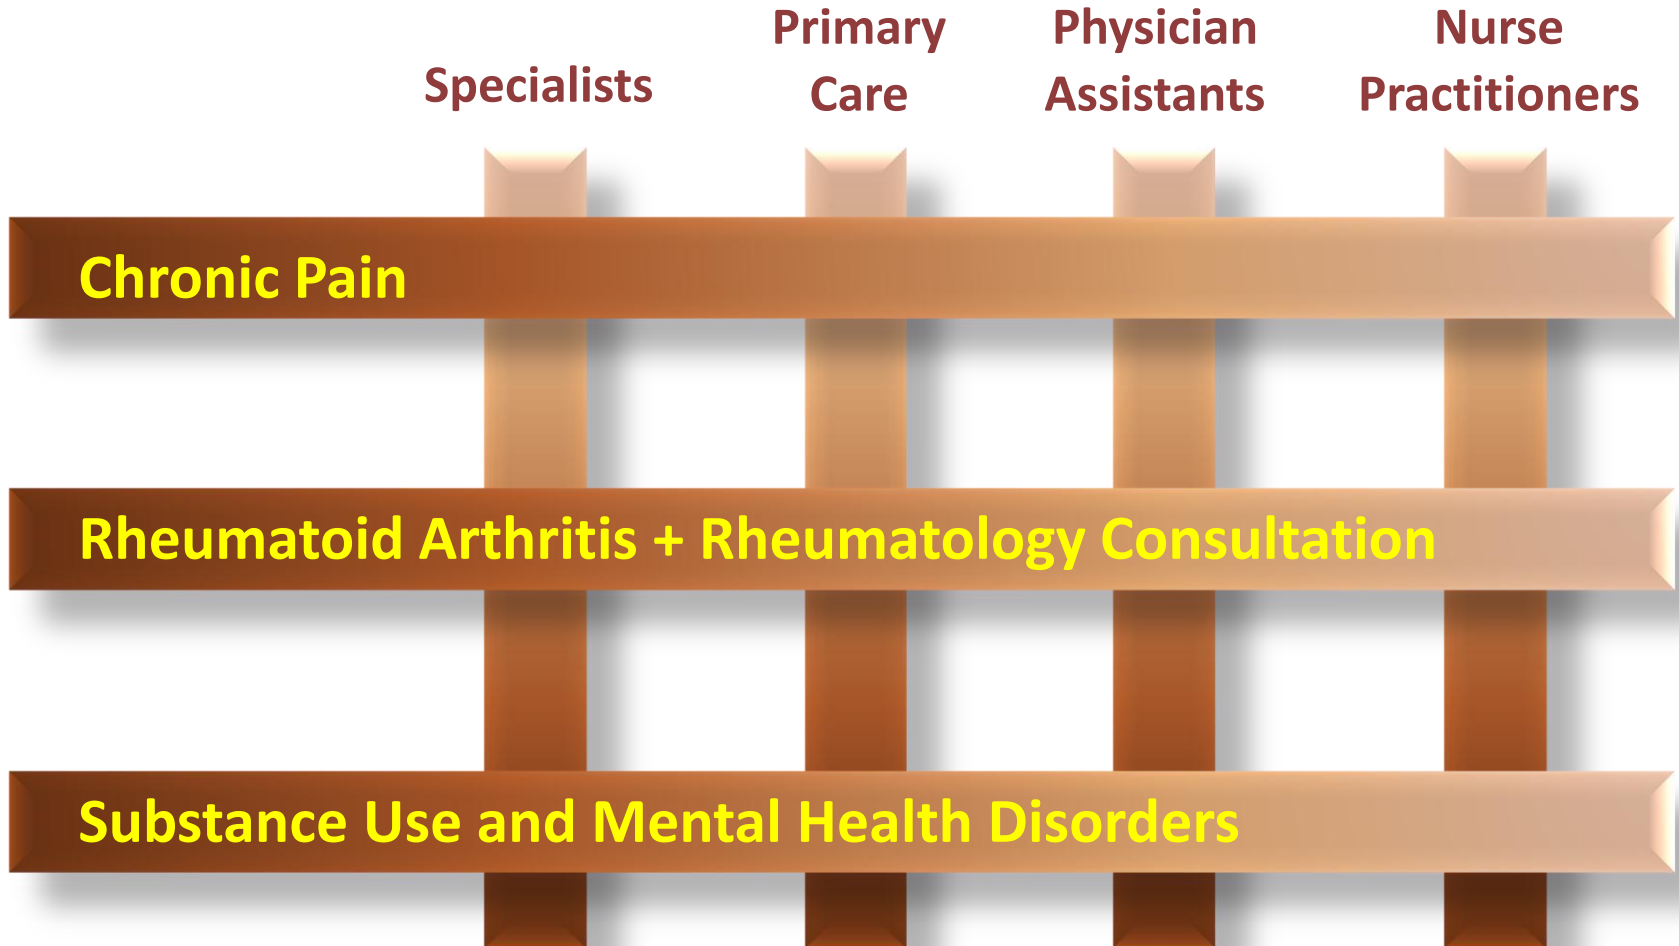 Specialists
Primary
Care
Physician
Assistants
Nurse
Practitioners
Chronic Pain
Rheumatoid Arthritis + Rheumatology Consultation
Substance Use and Mental Health Disorders